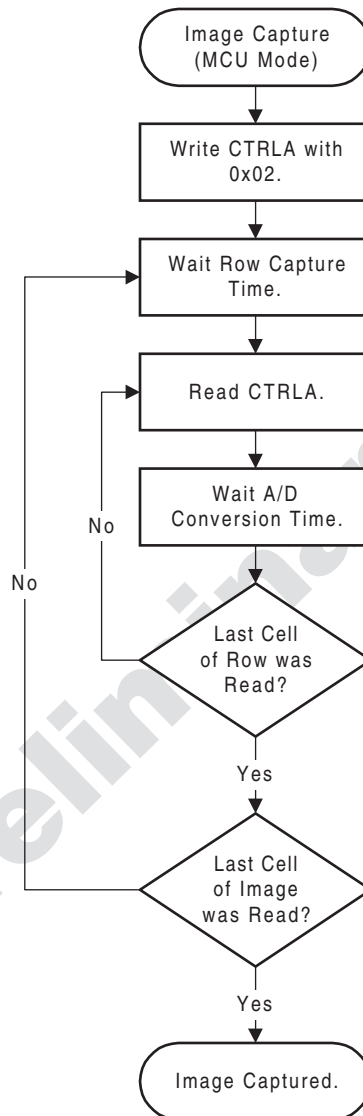 Image Capture
(MCU Mode)
Write CTRLA with
0x02.
Wait Row Capture
Time.
Read CTRLA.
Wait A/D
Conversion Time.
No
No
Last Cell
of Row was
Read?
Yes
Last Cell
of Image
was Read?
Yes
Image Captured.